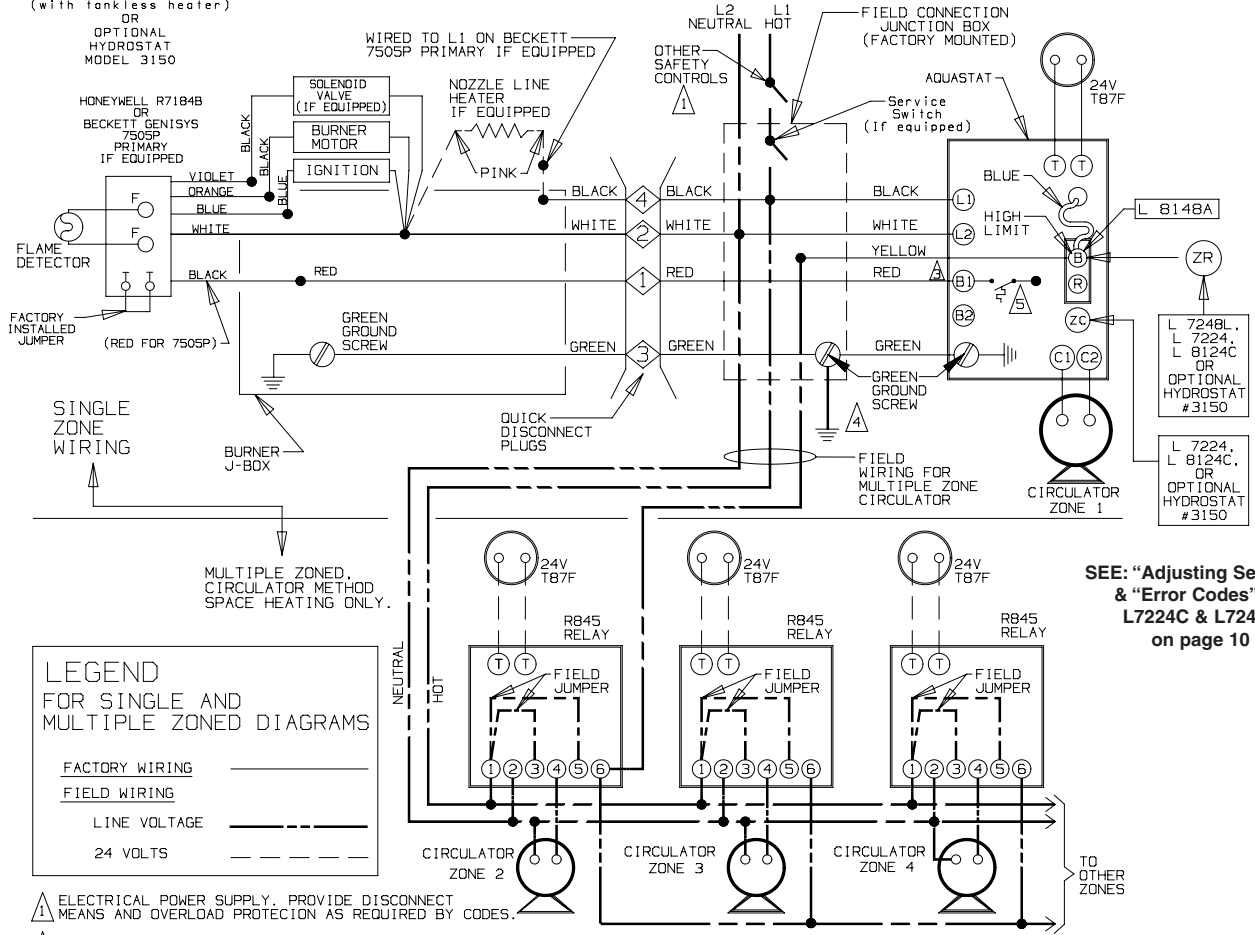 (with tankless heater)
OR
OPTIONAL
HYDROSTAT
MODEL 3150
HONEYWELL R7184B
OR
BECKETT GENISYS
7505P
PRIMARY
IF EQUIPPED
WIRED TO L1 ON BECKETT
7505P PRIMARY IF EQUIPPED
SOLENOID
VALVE
(IF EQUIPPED)
BURNER
MOTOR
IGNITION
NOZZLE LINE
HEATER
IF EQUIPPED
PINK
BLACK
BLACK
BLUE
VIOLET
ORANGE
BLUE
WHITE
F
F
T T
FLAME
DETECTOR
FACTORY
INSTALLED
JUMPER
BLACK
RED
(RED FOR 7505P)
GREEN
GROUND
SCREW
BURNER
J-BOX
L2
NEUTRAL
L1
HOT
OTHER
SAFETY
CONTROLS
1
FIELD CONNECTION
JUNCTION BOX
(FACTORY MOUNTED)
Service
Switch
(If equipped)
AQUASTAT
24V
T87F
T T
BLACK 4 BLACK BLACK L1
WHITE 2 WHITE WHITE L2
YELLOW
1 RED RED 3 B1
GREEN 3 GREEN GREEN
B2
BLUE
HIGH
LIMIT
B
R
ZC
C1 C2
5
L 8148A
ZR
L 7248L,
L 7224,
L 8124C
OR
OPTIONAL
HYDROSTAT
#3150
L 7224,
L 8124C,
OR
OPTIONAL
HYDROSTAT
#3150
GREEN
GROUND
SCREW
4
QUICK
DISCONNECT
PLUGS
FIELD
WIRING FOR
MULTIPLE ZONE
CIRCULATOR
CIRCULATOR
ZONE 1
SINGLE
ZONE
WIRING
MULTIPLE ZONED,
CIRCULATOR METHOD
SPACE HEATING ONLY.
SEE: “Adjusting Se
& “Error Codes”
L7224C & L724
on page 10
NEUTRAL
HOT
24V
T87F
R845
RELAY
T T
FIELD
JUMPER
1 2 3 4 5 6
CIRCULATOR
ZONE 2
24V
T87F
R845
RELAY
T T
FIELD
JUMPER
1 2 3 4 5 6
CIRCULATOR
ZONE 3
24V
T87F
R845
RELAY
T T
FIELD
JUMPER
1 2 3 4 5 6
CIRCULATOR
ZONE 4
TO
OTHER
ZONES
LEGEND
FOR SINGLE AND
MULTIPLE ZONED DIAGRAMS
FACTORY WIRING
FIELD WIRING
LINE VOLTAGE
24 VOLTS
1 ELECTRICAL POWER SUPPLY. PROVIDE DISCONNECT
MEANS AND OVERLOAD PROTECION AS REQUIRED BY CODES.